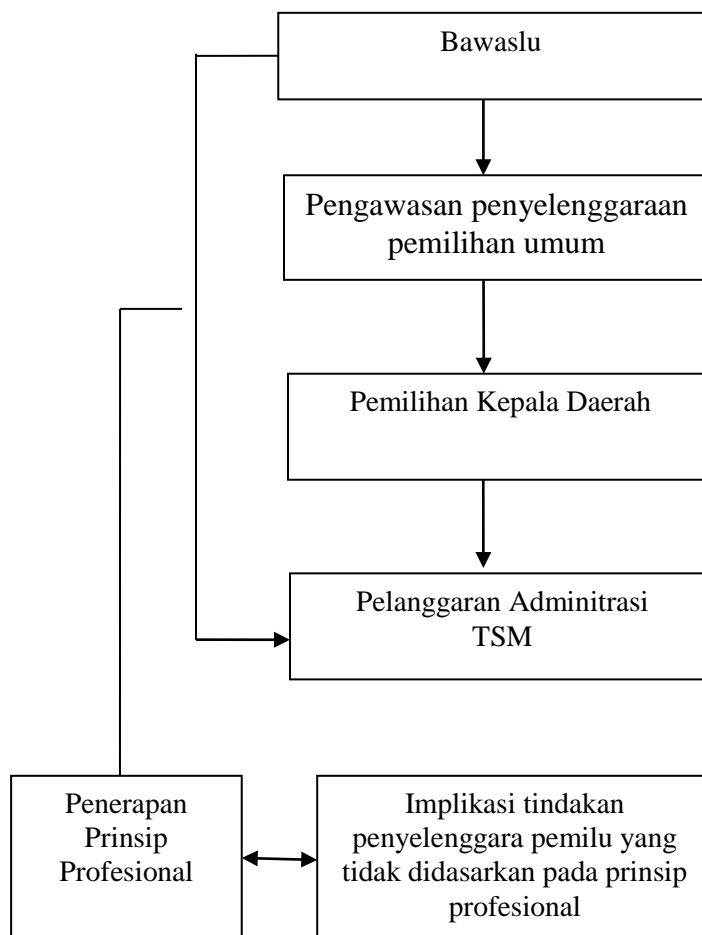 Bawaslu
Pengawasan penyelenggaraan
pemilihan umum
Pemilihan Kepala Daerah
Pelanggaran Adminitrasi
TSM
Penerapan
Prinsip
Profesional
Implikasi tindakan
penyelenggara pemilu yang
tidak didasarkan pada prinsip
profesional